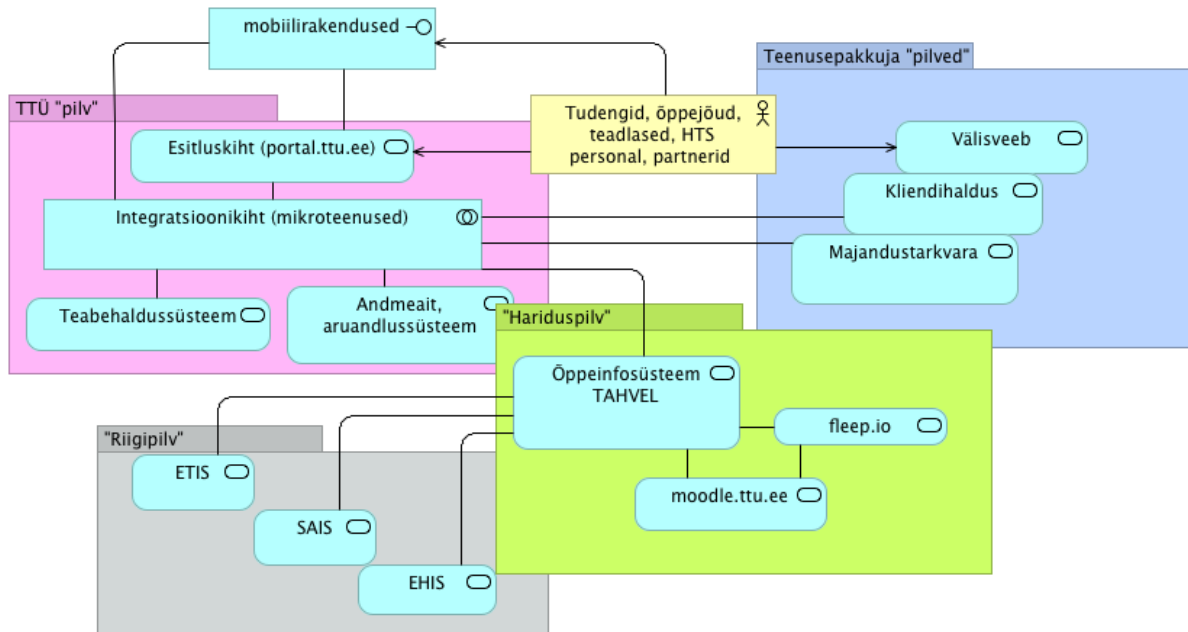 mobiilirakendused
Teenusepakkuja "pilved"
TTÜ "pilv"
Tudengid, õppejõud,
teadlased, HTS
personal, partnerid
Esitluskiht (portal.ttu.ee)
Välisveeb
Kliendihaldus
Integratsioonikiht (mikroteenused)
Majandustarkvara
Teabehaldussüsteem
Andmeait,
aruandlussüsteem
"Hariduspilv"
Õppeinfosüsteem
TAHVEL
fleep.io
moodle.ttu.ee
"Riigipilv"
ETIS
SAIS
EHIS